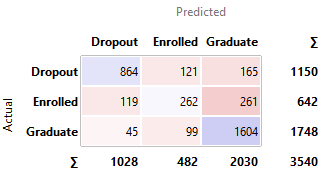 Predicted
Dropout Enrolled Graduate Σ
Actual
Dropout 864 121 165 1150
Enrolled 119 262 261 642
Graduate 45 99 1604 1748
Σ 1028 482 2030 3540